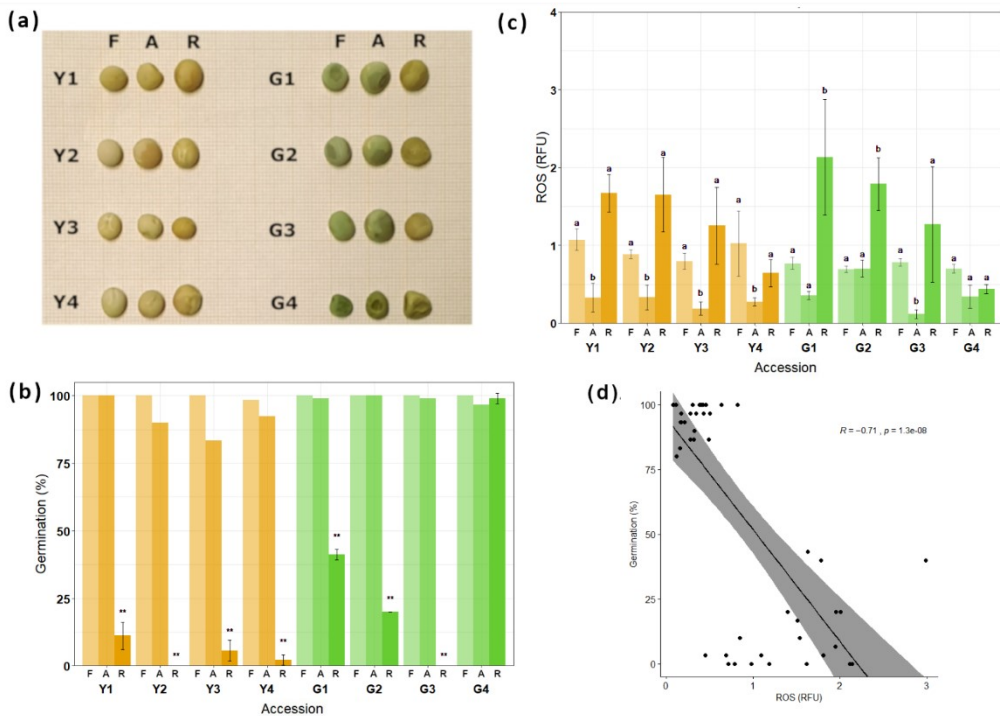 (a)
F A R F A R
Y1 G1
Y2 G2
Y3 G3
Y4 G4
(c)
ROS (RFU)
4
3
2
1
0
a b a a b a a b a a b a a a b a a b a b a a a a
F A R F A R F A R F A R F A R F A R F A R F A R
Y1 Y2 Y3 Y4 G1 G2 G3 G4
Accession
(b)
Germination (%)
100
75
50
25
0
** ** ** ** ** ** **
F A R F A R F A R F A R F A R F A R F A R F A R
Y1 Y2 Y3 Y4 G1 G2 G3 G4
Accession
(d)
Germination (%)
100
75
50
25
0
R = −0.71 , p = 1.3e-08
0 1 2 3
ROS (RFU)